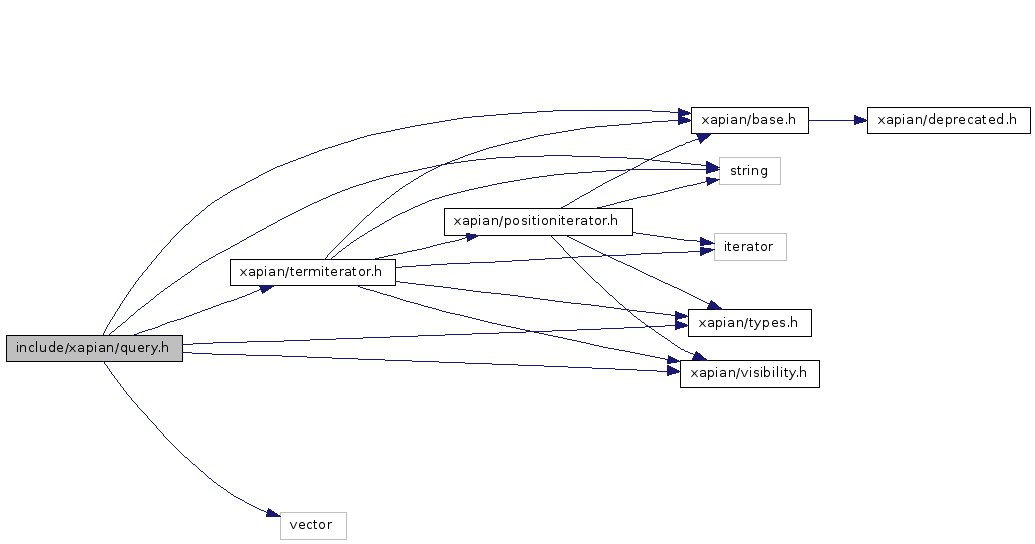 xapian/base.h
xapian/deprecated.h
string
xapian/positioniterator.h
iterator
xapian/termiterator.h
xapian/types.h
include/xapian/query.h
xapian/visibility.h
vector